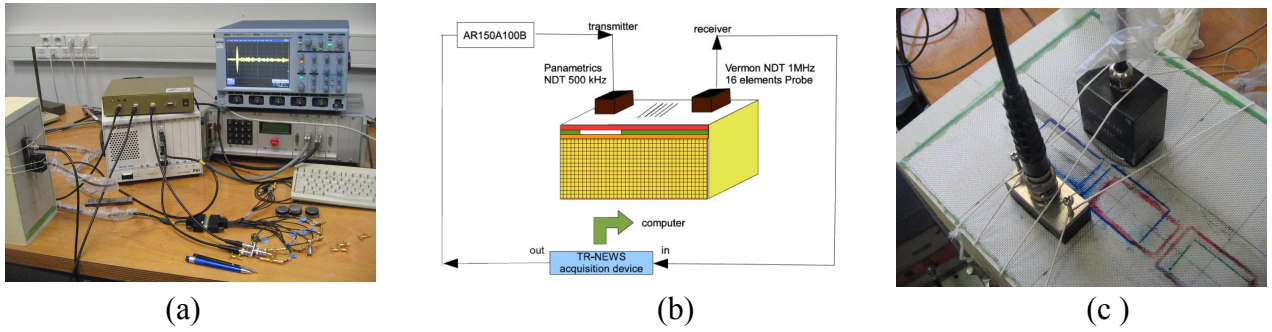 AR150A100B
transmitter
receiver
Panametrics
NDT 500 kHz
Vermon NDT 1MHz
16 elements Probe
computer
out
TR-NEWS
acquisition device
in
(a)
(b)
(c )